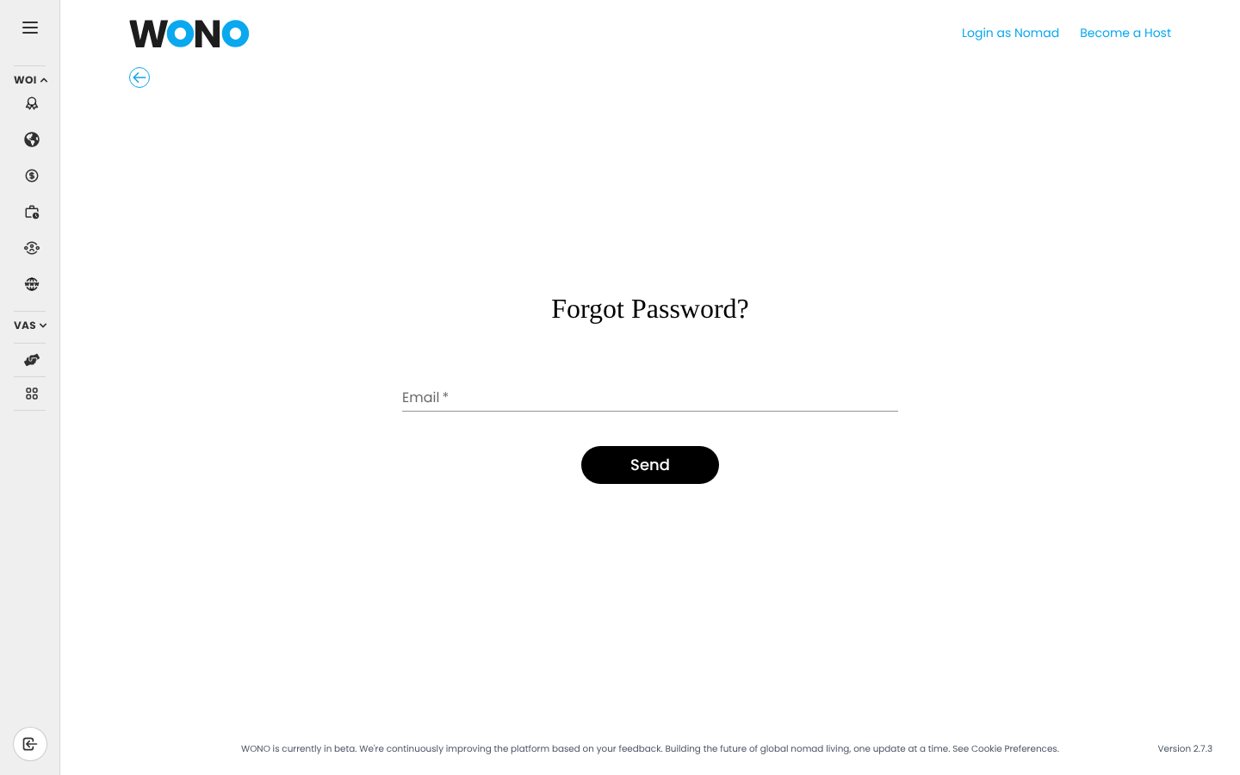 WONO
Login as Nomad
Become a Host
WOI
VAS
Forgot Password?
Email *
Send
WONO is currently in beta. We're continuously improving the platform based on your feedback. Building the future of global nomad living, one update at a time. See Cookie Preferences.
Version 2.7.3